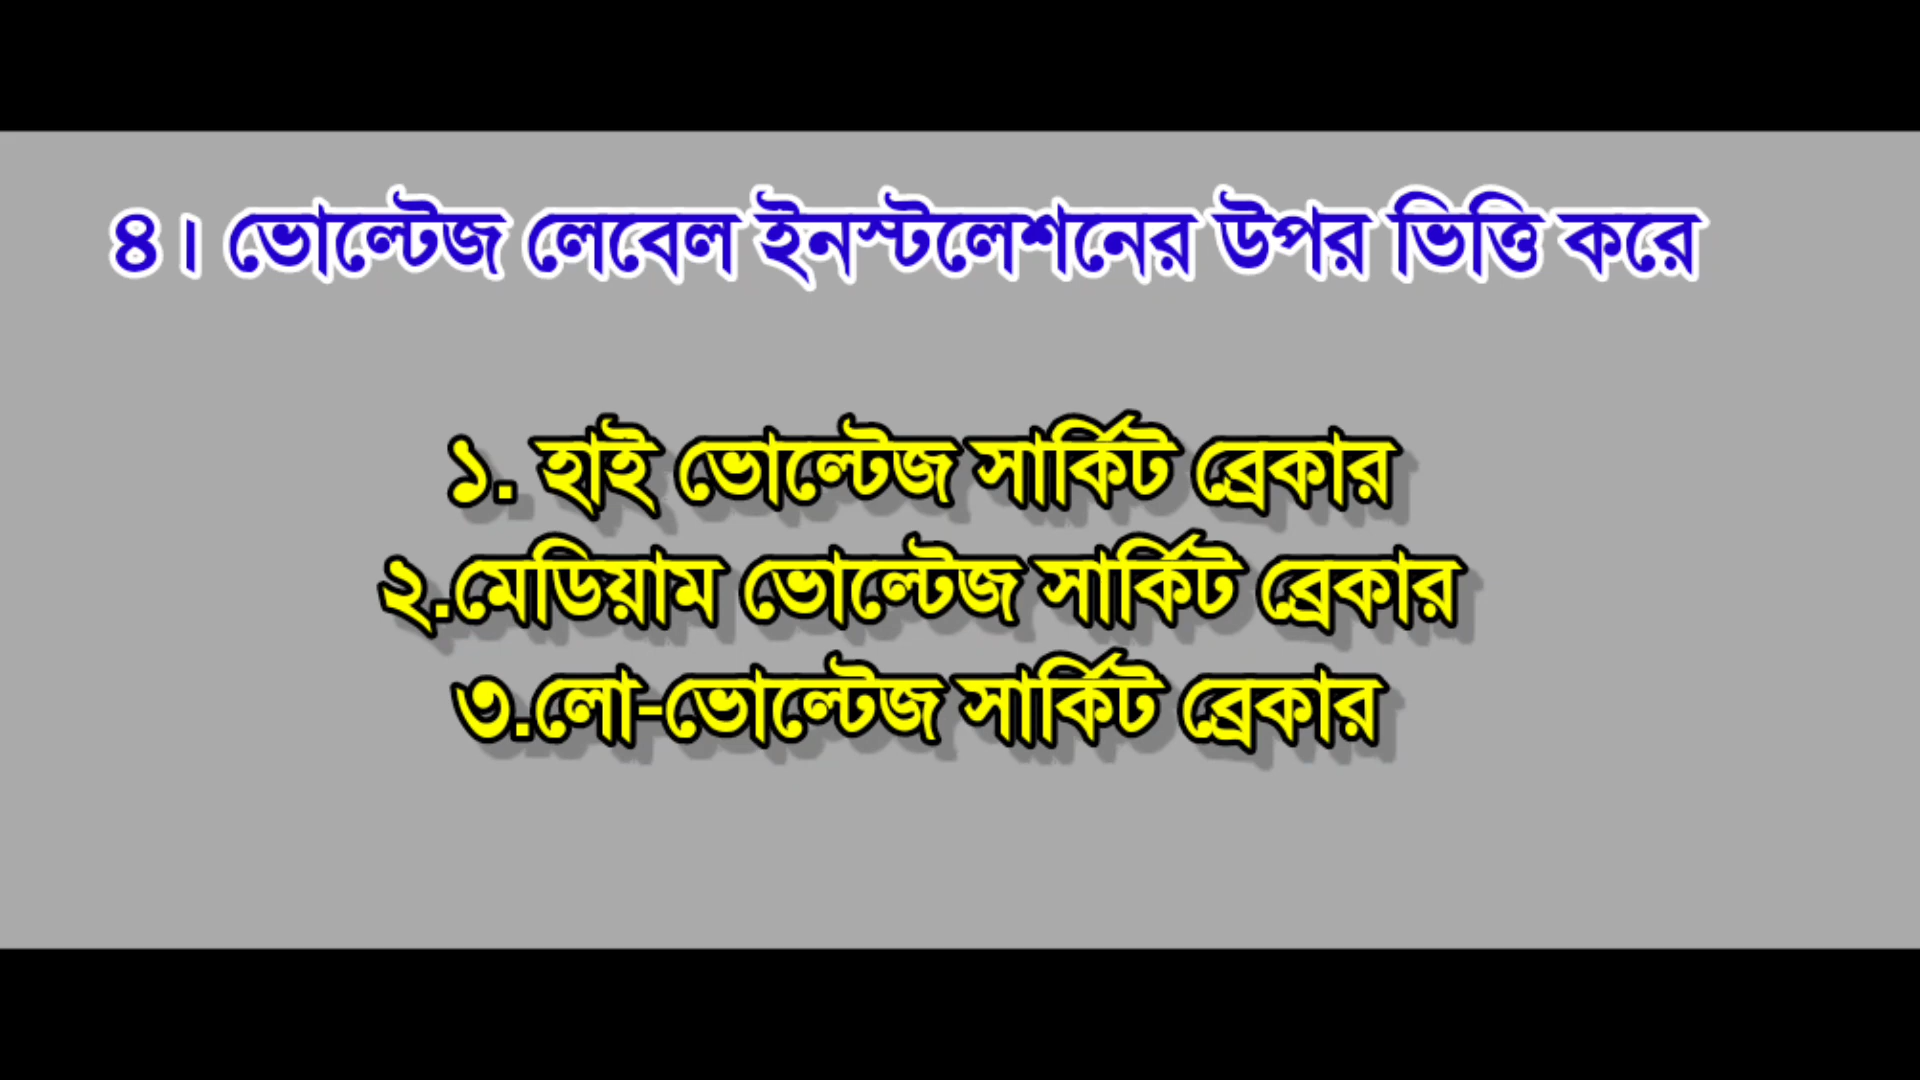 ৪। ভোল্টেজ লেবেল ইনস্টলেশনের উপর ভিত্তি করে
১. হাই ভোল্টেজ সার্কিট ব্রেকার
২.মেডিয়াম ভোল্টেজ সার্কিট ব্রেকার
৩.লো-ভোল্টেজ সার্কিট ব্রেকার